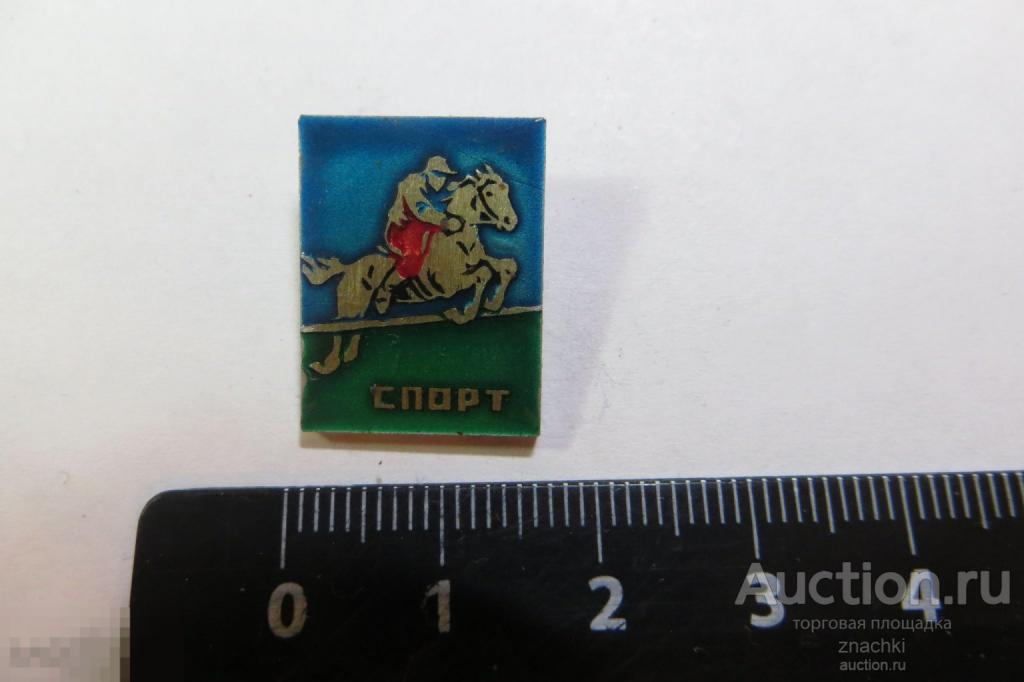 СПОРТ
0 1 2 3 4
Auction.ru
торговая площадка
znachki
auction.ru